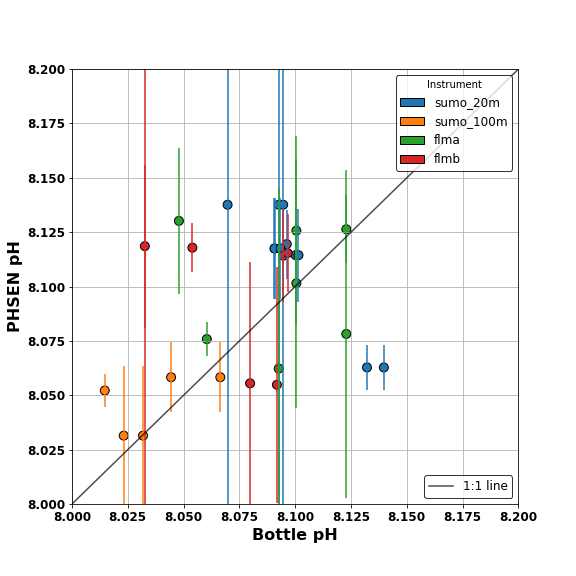 Instrument
sumo_20m
sumo_100m
flma
flmb
8.200
8.175
8.150
8.125
8.100
8.075
8.050
8.025
8.000
PHSEN pH
1:1 line
8.000 8.025 8.050 8.075 8.100 8.125 8.150 8.175 8.200
Bottle pH